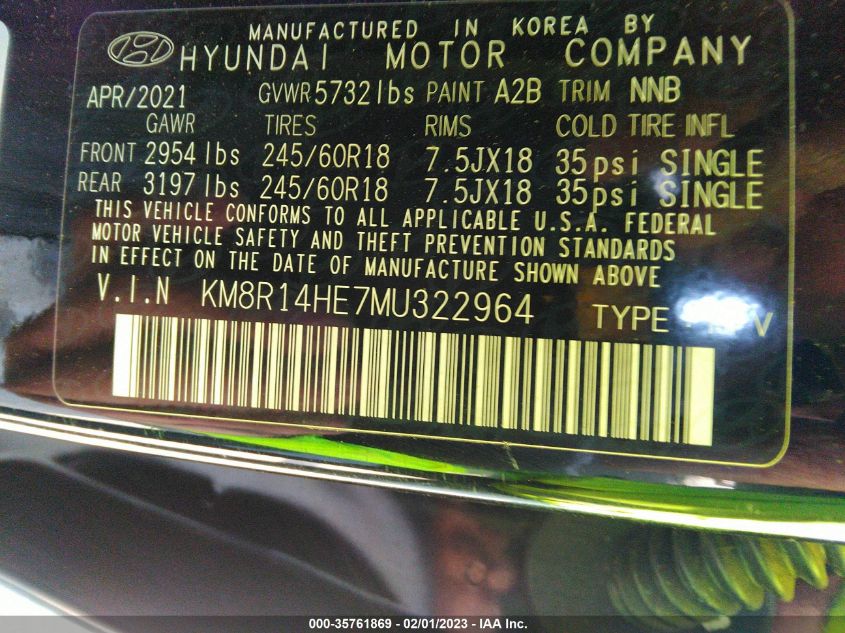 MANUFACTURED IN KOREA BY
HYUNDAI MOTOR COMPANY
APR/2021 GVWR 5732 lbs PAINT A2B TRIM NNB
GAWR TIRES RIMS COLD TIRE INFL
FRONT 2954 lbs 245/60R18 7.5JX18 35psi SINGLE
REAR 3197 lbs 245/60R18 7.5JX18 35psi SINGLE
THIS VEHICLE CONFORMS TO ALL APPLICABLE U.S.A. FEDERAL
MOTOR VEHICLE SAFETY AND THEFT PREVENTION STANDARDS
IN EFFECT ON THE DATE OF MANUFACTURE SHOWN ABOVE
V.I.N KM8R14HE7MU322964 TYPE
000-35761869 - 02/01/2023 - IAA Inc.